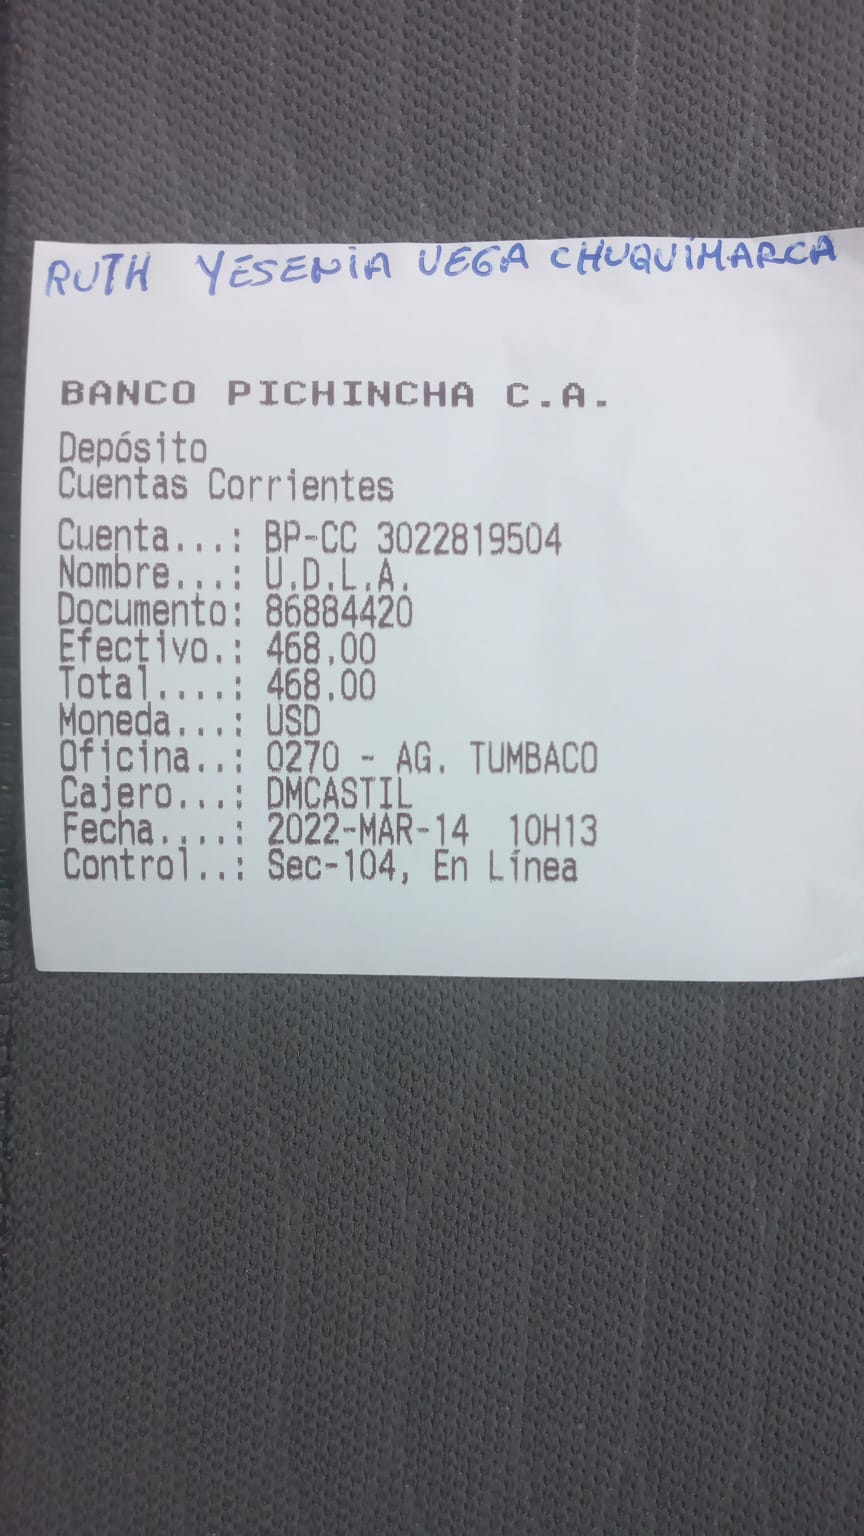 RUTH YESENIA VEGA CHUQUIMARCA
BANCO PICHINCHA C.A.
Depósito
Cuentas Corrientes
Cuenta...: BP-CC 3022819504
Nombre...: U.D.L.A.
Documento: 86884420
Efectivo.: 468.00
Total....: 468.00
Moneda...: USD
Oficina..: 0270 - AG. TUMBACO
Cajero...: DMCASTIL
Fecha....: 2022-MAR-14 10H13
Control..: Sec-104, En Línea